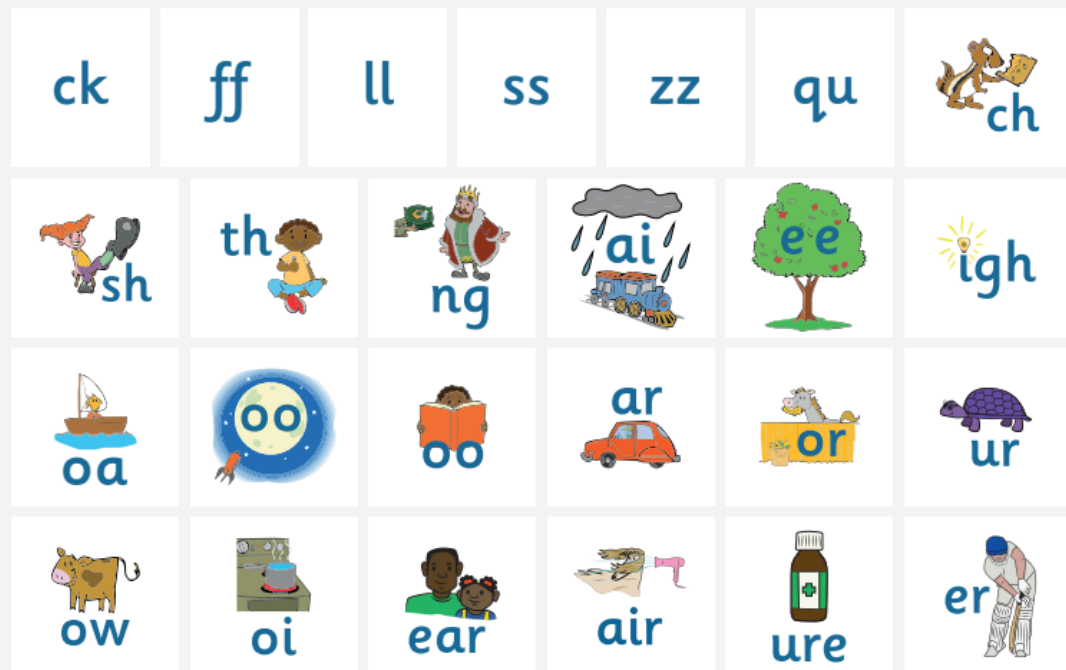 ck ff ll ss zz qu ch
sh th ng ai ee igh
oa oo oo ar or ur
ow oi ear air ure er